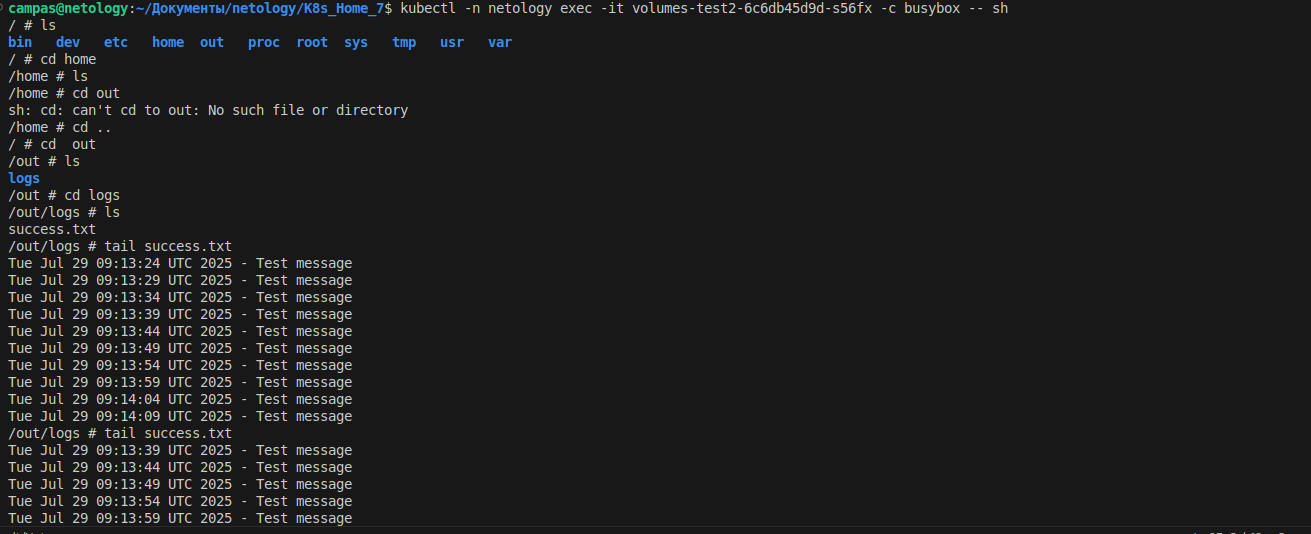 campas@netology:~/Документы/netology/K8s_Home_7$ kubectl -n netology exec -it volumes-test2-6c6db45d9d-s56fx -c busybox -- sh
/ # ls
bin dev etc home out proc root sys tmp usr var
/ # cd home
/home # ls
/home # cd out
sh: cd: can't cd to out: No such file or directory
/home # cd ..
/ # cd  out
/out # ls
logs
/out # cd logs
/out/logs # ls
success.txt
/out/logs # tail success.txt
Tue Jul 29 09:13:24 UTC 2025 - Test message
Tue Jul 29 09:13:29 UTC 2025 - Test message
Tue Jul 29 09:13:34 UTC 2025 - Test message
Tue Jul 29 09:13:39 UTC 2025 - Test message
Tue Jul 29 09:13:44 UTC 2025 - Test message
Tue Jul 29 09:13:49 UTC 2025 - Test message
Tue Jul 29 09:13:54 UTC 2025 - Test message
Tue Jul 29 09:13:59 UTC 2025 - Test message
Tue Jul 29 09:14:04 UTC 2025 - Test message
Tue Jul 29 09:14:09 UTC 2025 - Test message
/out/logs # tail success.txt
Tue Jul 29 09:13:39 UTC 2025 - Test message
Tue Jul 29 09:13:44 UTC 2025 - Test message
Tue Jul 29 09:13:49 UTC 2025 - Test message
Tue Jul 29 09:13:54 UTC 2025 - Test message
Tue Jul 29 09:13:59 UTC 2025 - Test message